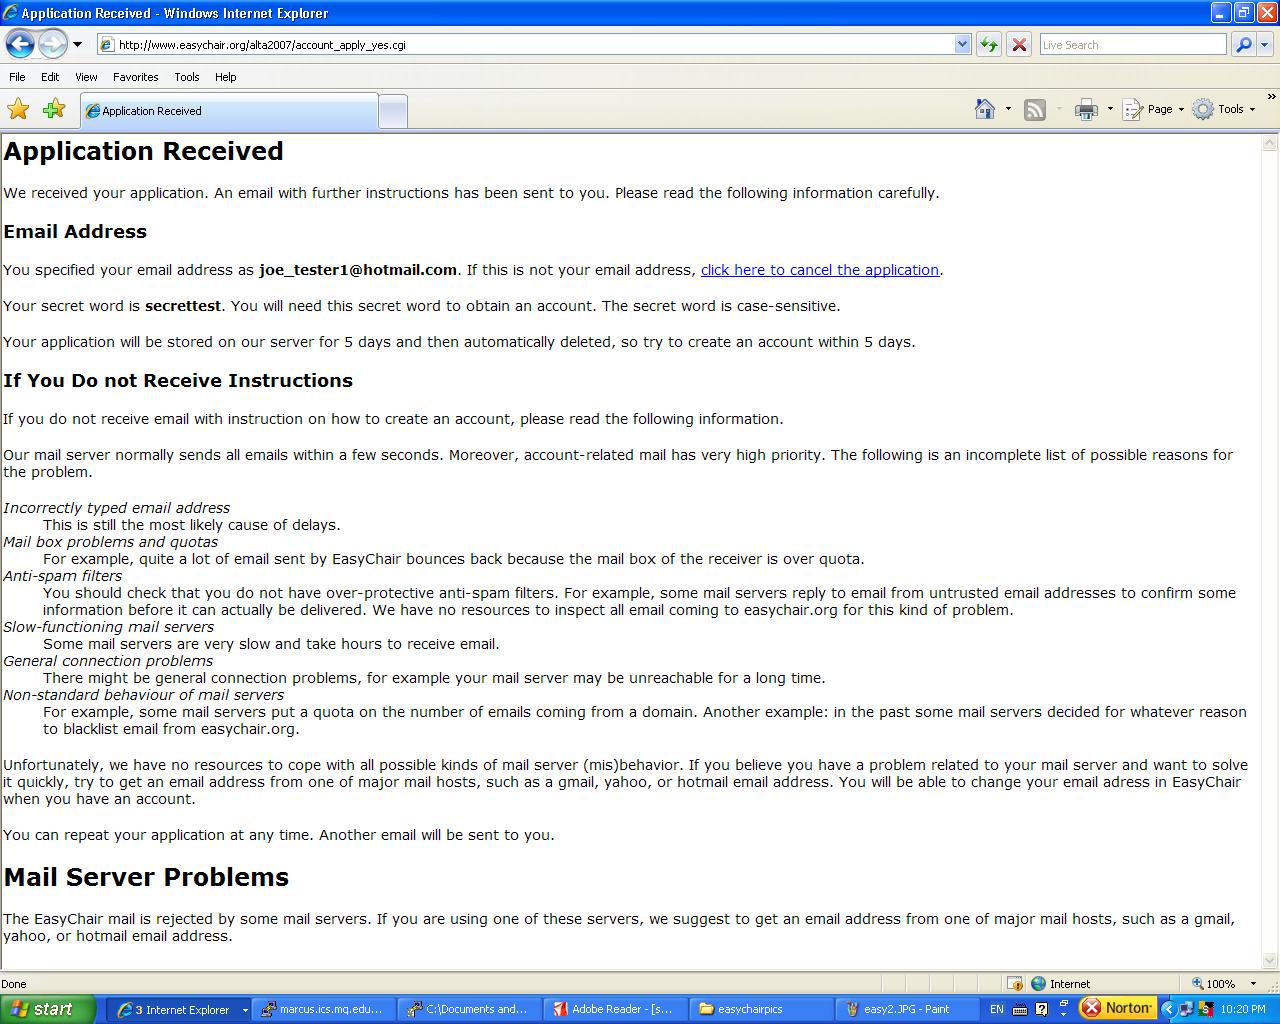 Application Received - Windows Internet Explorer
http://www.easychair.org/alta2007/account_apply_yes.cgi
Live Search
File Edit View Favorites Tools Help
Application Received
Page Tools
Application Received
We received your application. An email with further instructions has been sent to you. Please read the following information carefully.
Email Address
You specified your email address as joe_tester1@hotmail.com. If this is not your email address, click here to cancel the application.
Your secret word is secrettest. You will need this secret word to obtain an account. The secret word is case-sensitive.
Your application will be stored on our server for 5 days and then automatically deleted, so try to create an account within 5 days.
If You Do not Receive Instructions
If you do not receive email with instruction on how to create an account, please read the following information.
Our mail server normally sends all emails within a few seconds. Moreover, account-related mail has very high priority. The following is an incomplete list of possible reasons for
the problem.
Incorrectly typed email address
This is still the most likely cause of delays.
Mail box problems and quotas
For example, quite a lot of email sent by EasyChair bounces back because the mail box of the receiver is over quota.
Anti-spam filters
You should check that you do not have over-protective anti-spam filters. For example, some mail servers reply to email from untrusted email addresses to confirm some
information before it can actually be delivered. We have no resources to inspect all email coming to easychair.org for this kind of problem.
Slow-functioning mail servers
Some mail servers are very slow and take hours to receive email.
General connection problems
There might be general connection problems, for example your mail server may be unreachable for a long time.
Non-standard behaviour of mail servers
For example, some mail servers put a quota on the number of emails coming from a domain. Another example: in the past some mail servers decided for whatever reason
to blacklist email from easychair.org.
Unfortunately, we have no resources to cope with all possible kinds of mail server (mis)behavior. If you believe you have a problem related to your mail server and want to solve
it quickly, try to get an email address from one of major mail hosts, such as a gmail, yahoo, or hotmail email address. You will be able to change your email adress in EasyChair
when you have an account.
You can repeat your application at any time. Another email will be sent to you.
Mail Server Problems
The EasyChair mail is rejected by some mail servers. If you are using one of these servers, we suggest to get an email address from one of major mail hosts, such as a gmail,
yahoo, or hotmail email address.
Done Internet 100%
start 3 Internet Explorer marcus.ics.mq.edu... C:\Documents and... Adobe Reader - [s... easychairpics easy2.JPG - Paint EN Norton 10:20 PM